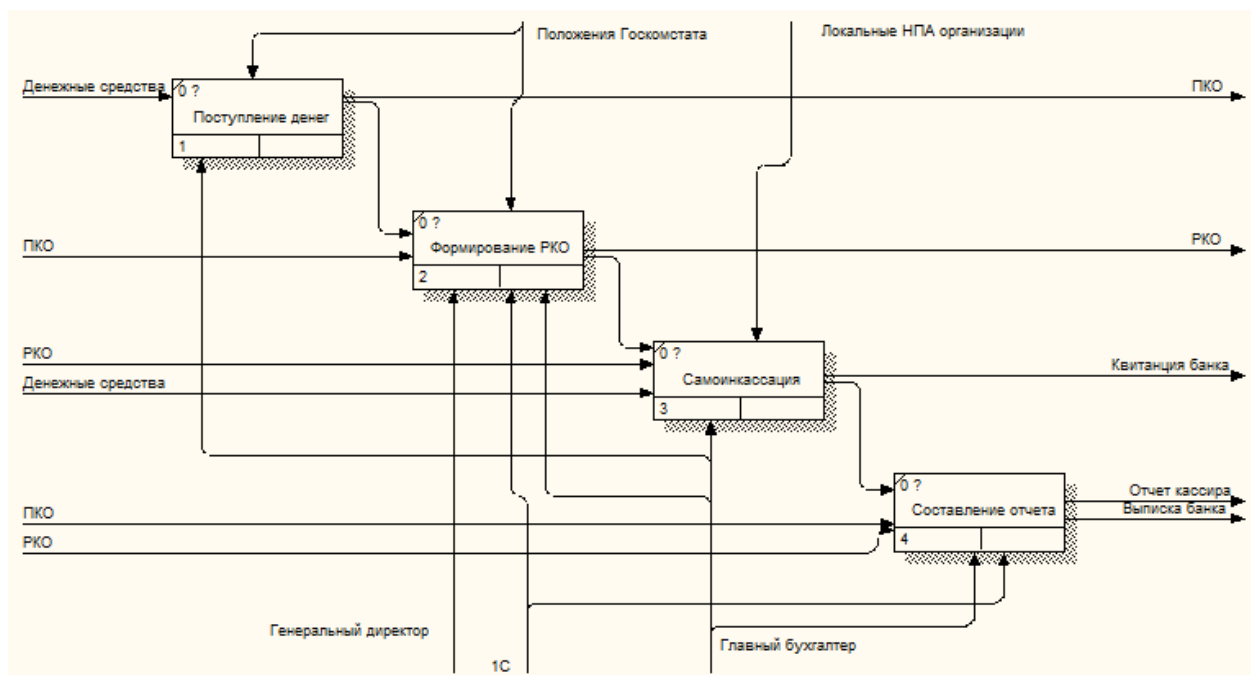 Положения Госкомстата
Локальные НПА организации
Денежные средства
0 ?
Поступление денег
1
ПКО
ПКО
0 ?
Формирование РКО
2
РКО
РКО
Денежные средства
0 ?
Самоинкассация
3
Квитанция банка
ПКО
РКО
0 ?
Составление отчета
4
Отчет кассира
Выписка банка
Генеральный директор
1С
Главный бухгалтер